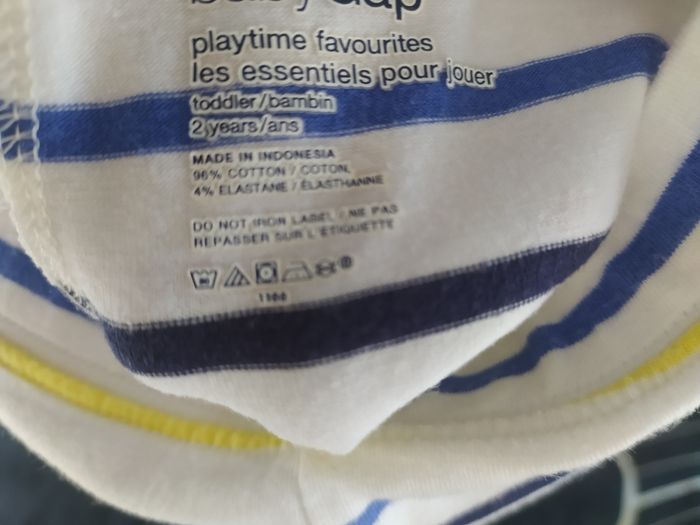 babyGap
playtime favourites
les essentiels pour jouer
toddler/bambin
2 years/ans
MADE IN INDONESIA
96% COTTON / COTON,
4% ELASTANE / ÉLASTHANNE
DO NOT IRON LABEL / NE PAS
REPASSER SUR L'ÉTIQUETTE